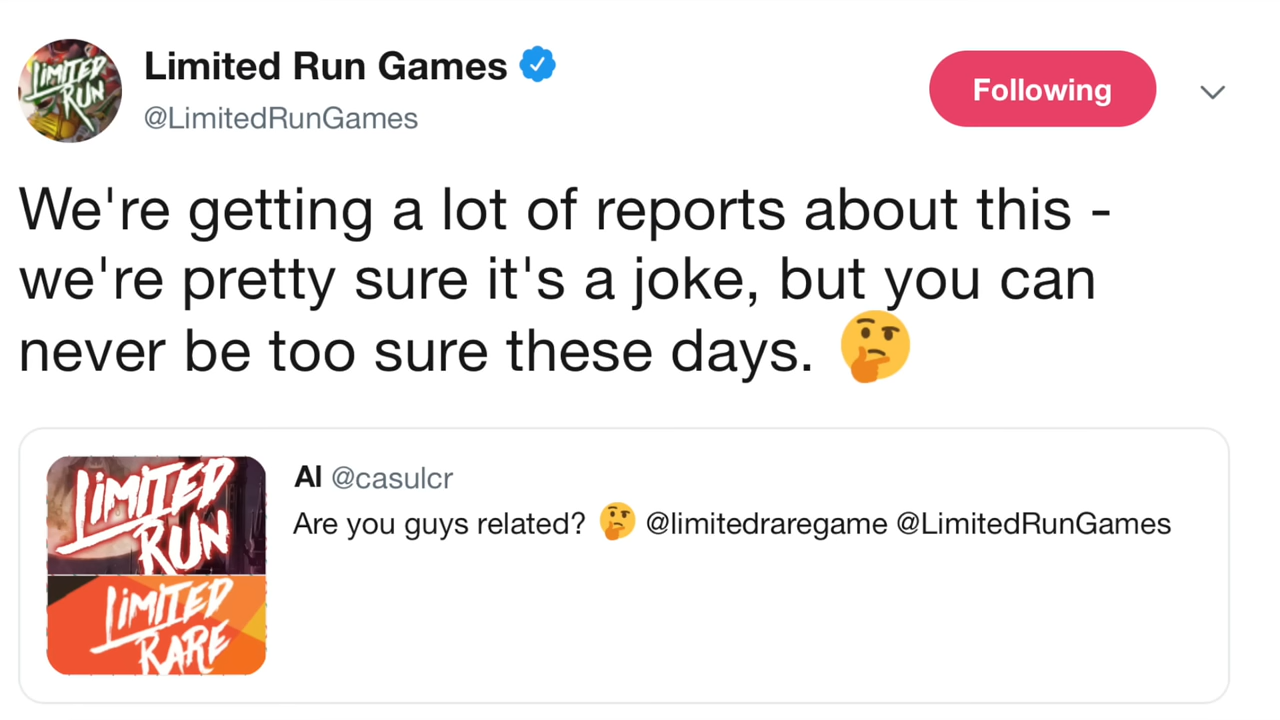 LIMITED
RUN
Limited Run Games
@LimitedRunGames
Following
We're getting a lot of reports about this -
we're pretty sure it's a joke, but you can
never be too sure these days. 🤔
LIMITED
RUN
LIMITED
RARE
Al @casulcr
Are you guys related? 🤔 @limitedraregame @LimitedRunGames